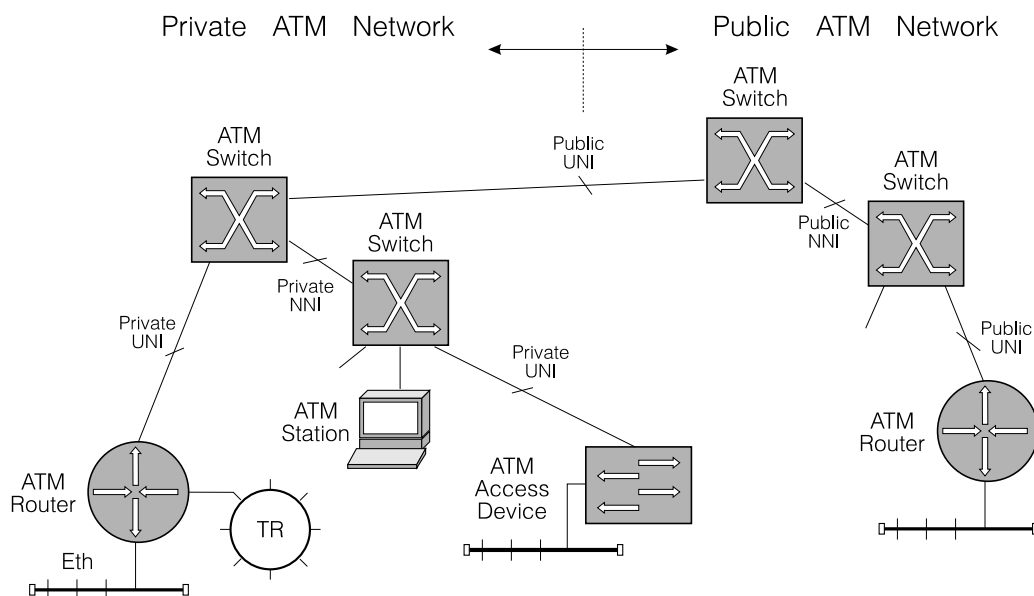 Private ATM Network
Public ATM Network
ATM
Switch
Public
UNI
ATM
Switch
ATM
Switch
ATM
Switch
Public
NNI
Private
NNI
Private
UNI
Private
UNI
Public
UNI
ATM
Station
ATM
Router
ATM
Router
TR
ATM
Access
Device
Eth